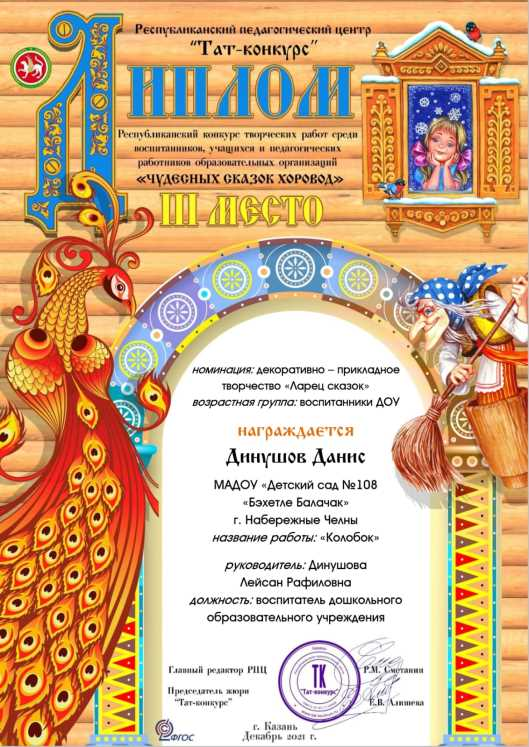 Республиканский педагогический центр
"Тат-конкурс"
Диплом
Республиканский конкурс творческих работ среди
воспитанников, учащихся и педагогических
работников образовательных организаций
«ЧУДЕСНЫХ СКАЗОК ХОРОВОД»
III МЕСТО
номинация: декоративно – прикладное
творчество «Ларец сказок»
возрастная группа: воспитанники ДОУ
НАГРАЖДАЕТСЯ
Динушов Данис
МАДОУ «Детский сад №108
«Бэхетле Балачак»
г. Набережные Челны
название работы: «Колобок»
руководитель: Динушова
Лейсан Рафиловна
должность: воспитатель дошкольного
образовательного учреждения
Главный редактор РПЦ
Р.М. Сметанин
Председатель жюри
"Тат-конкурс"
Е.В. Алишева
ТК
"Тат-конкурс"
ФГОС
г. Казань
Декабрь 2021 г.